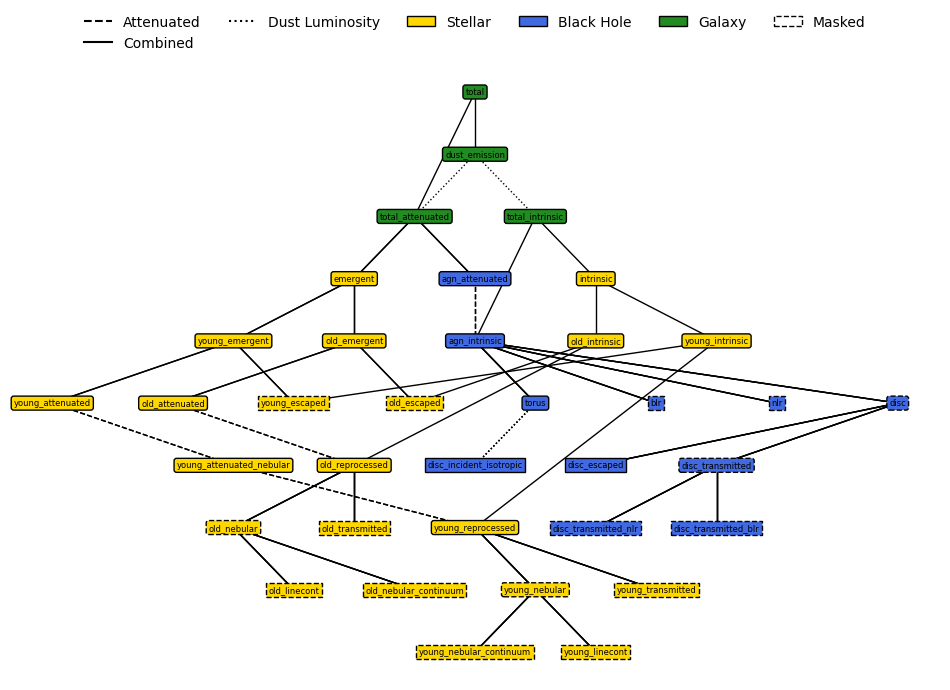 Attenuated Dust Luminosity Stellar Black Hole Galaxy Masked
Combined
total
dust_emission
total_attenuated total_intrinsic
emergent agn_attenuated intrinsic
young_emergent old_emergent agn_intrinsic old_intrinsic young_intrinsic
young_attenuated old_attenuated young_escaped old_escaped torus blr nlr disc
young_attenuated_nebular old_reprocessed disc_incident_isotropic disc_escaped disc_transmitted
old_nebular old_transmitted young_reprocessed disc_transmitted_nlr disc_transmitted_blr
old_linecont old_nebular_continuum young_nebular young_transmitted
young_nebular_continuum young_linecont